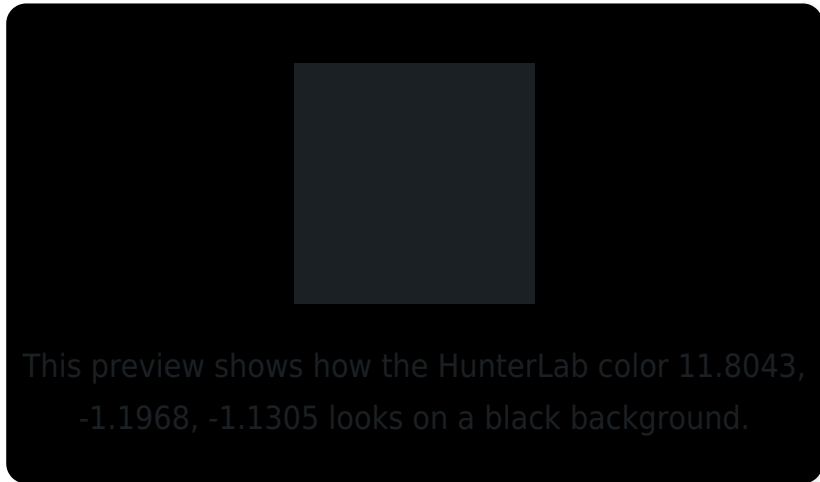 This preview shows how the HunterLab color 11.8043,
-1.1968, -1.1305 looks on a black background.